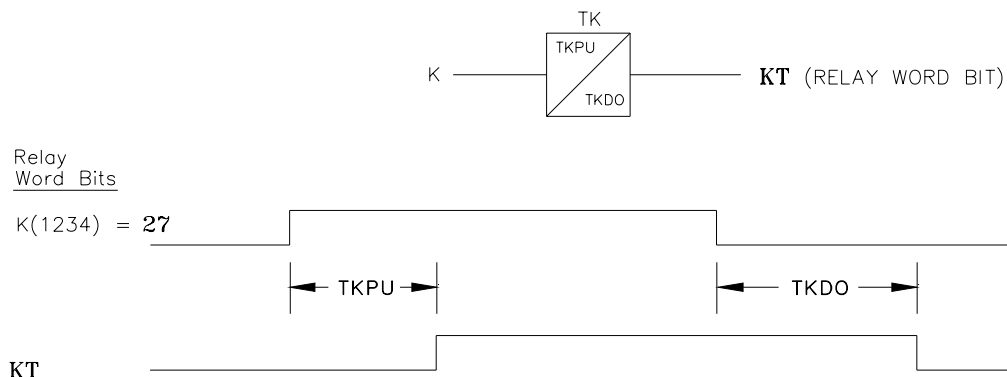 TK
TKPU
K
KT (RELAY WORD BIT)
TKDO
Relay
Word Bits
K(1234) = 27
TKPU
TKDO
KT